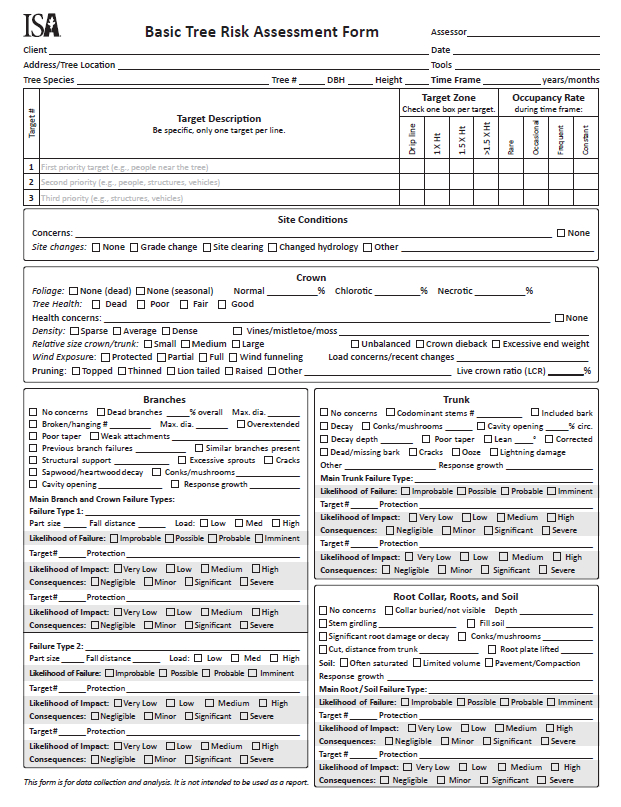 ISA
Basic Tree Risk Assessment Form
Assessor
Client Date
Address/Tree Location Tools
Tree Species Tree # DBH Height Time Frame years/months
Target #
Target Description
Be specific, only one target per line.
Target Zone
Check one box per target.
Occupancy Rate
during time frame:
Drip line
1 X Ht
1.5 X Ht
>1.5 X Ht
Rare
Occasional
Frequent
Constant
1 First priority target (e.g., people near the tree)
2 Second priority (e.g., people, structures, vehicles)
3 Third priority (e.g., structures, vehicles)
Site Conditions
Concerns: None
Site changes: None Grade change Site clearing Changed hydrology Other
Crown
Foliage: None (dead) None (seasonal) Normal % Chlorotic % Necrotic %
Tree Health: Dead Poor Fair Good
Health concerns: None
Density: Sparse Average Dense Vines/mistletoe/moss
Relative size crown/trunk: Small Medium Large Unbalanced Crown dieback Excessive end weight
Wind Exposure: Protected Partial Full Wind funneling Load concerns/recent changes
Pruning: Topped Thinned Lion tailed Raised Other Live crown ratio (LCR) %
Branches
No concerns Dead branches % overall Max. dia.
Broken/hanging # Max. dia. Overextended
Poor taper Weak attachments
Previous branch failures Similar branches present
Structural support Excessive sprouts Cracks
Sapwood/heartwood decay Conks/mushrooms
Cavity opening Response growth
Main Branch and Crown Failure Types:
Failure Type 1:
Part size Fall distance Load: Low Med High
Likelihood of Failure: Improbable Possible Probable Imminent
Target# Protection
Likelihood of Impact: Very Low Low Medium High
Consequences: Negligible Minor Significant Severe
Target# Protection
Likelihood of Impact: Very Low Low Medium High
Consequences: Negligible Minor Significant Severe
Failure Type 2:
Part size Fall distance Load: Low Med High
Likelihood of Failure: Improbable Possible Probable Imminent
Target# Protection
Likelihood of Impact: Very Low Low Medium High
Consequences: Negligible Minor Significant Severe
Target# Protection
Likelihood of Impact: Very Low Low Medium High
Consequences: Negligible Minor Significant Severe
Trunk
No concerns Codominant stems # Included bark
Decay Conks/mushrooms Cavity opening % circ.
Decay depth Poor taper Lean ° Corrected
Dead/missing bark Cracks Ooze Lightning damage
Other Response growth
Main Trunk Failure Type:
Likelihood of Failure: Improbable Possible Probable Imminent
Target # Protection
Likelihood of Impact: Very Low Low Medium High
Consequences: Negligible Minor Significant Severe
Target # Protection
Likelihood of Impact: Very Low Low Medium High
Consequences: Negligible Minor Significant Severe
Root Collar, Roots, and Soil
No concerns Collar buried/not visible Depth
Stem girdling Fill soil
Significant root damage or decay Conks/mushrooms
Cut, distance from trunk Root plate lifted
Soil: Often saturated Limited volume Pavement/Compaction
Response growth
Main Root/Soil Failure Type:
Likelihood of Failure: Improbable Possible Probable Imminent
Target # Protection
Likelihood of Impact: Very Low Low Medium High
Consequences: Negligible Minor Significant Severe
Target # Protection
Likelihood of Impact: Very Low Low Medium High
Consequences: Negligible Minor Significant Severe
This form is for data collection and analysis. It is not intended to be used as a report.